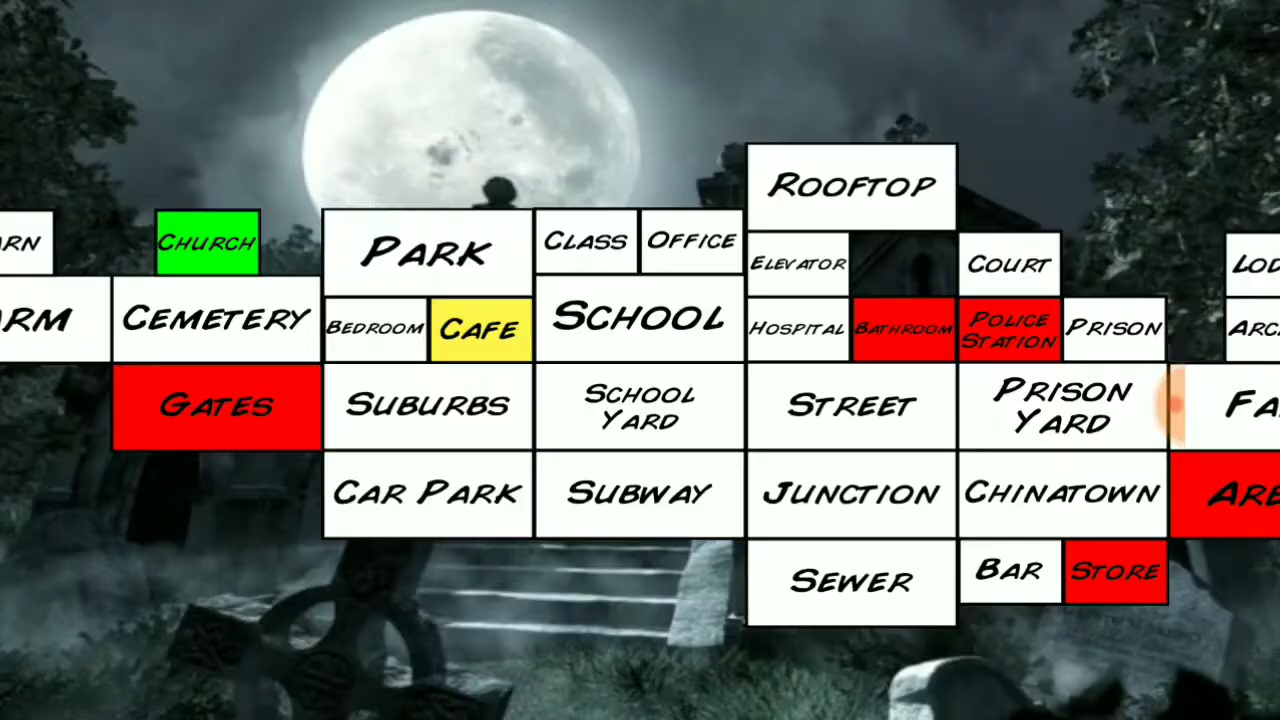 ROOFTOP
CHURCH
PARK
CLASS
OFFICE
ELEVATOR
COURT
CEMETERY
BEDROOM
CAFE
SCHOOL
HOSPITAL
BATHROOM
POLICE
STATION
PRISON
GATES
SUBURBS
SCHOOL
YARD
STREET
PRISON
YARD
CAR PARK
SUBWAY
JUNCTION
CHINATOWN
SEWER
BAR
STORE